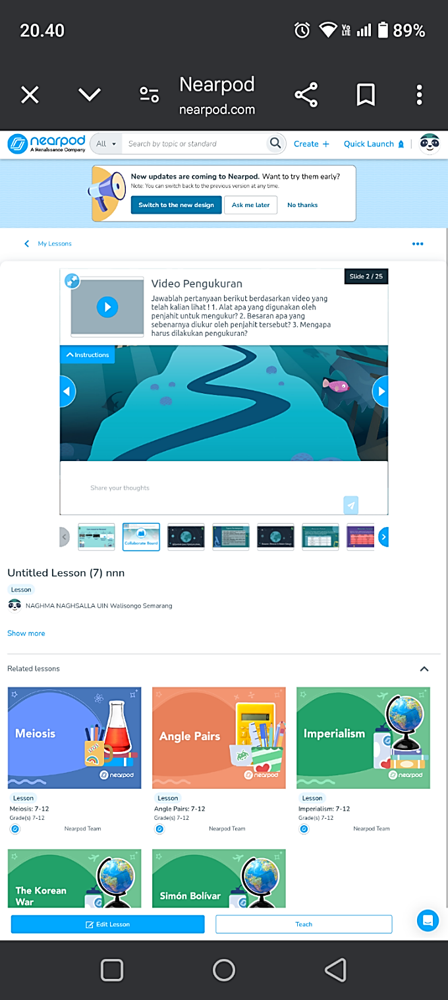 20.40
Vo LTE
89%
Nearpod
nearpod.com
nearpod
A Renaissance Company
All
Search by topic or standard
Create +
Quick Launch
New updates are coming to Nearpod. Want to try them early?
Note: You can switch back to the previous version at any time.
Switch to the new design
Ask me later
No thanks
My Lessons
Slide 2 / 25
Video Pengukuran
Jawablah pertanyaan berikut berdasarkan video yang
telah kalian lihat ! 1. Alat apa yang digunakan oleh
penjahit untuk mengukur? 2. Besaran apa yang
sebenarnya diukur oleh penjahit tersebut? 3. Mengapa
harus dilakukan pengukuran?
Instructions
Share your thoughts
Collaborate Board
Untitled Lesson (7) nnn
Lesson
NAGHMA NAGHSALLA UIN Walisongo Semarang
Show more
Related lessons
Meiosis
nearpod
Angle Pairs
nearpod
Imperialism
nearpod
Lesson
Meiosis: 7-12
Grade(s) 7-12
Nearpod Team
Lesson
Angle Pairs: 7-12
Grade(s) 7-12
Nearpod Team
Lesson
Imperialism: 7-12
Grade(s) 7-12
Nearpod Team
The Korean
War
Simón Bolívar
Edit Lesson
Teach